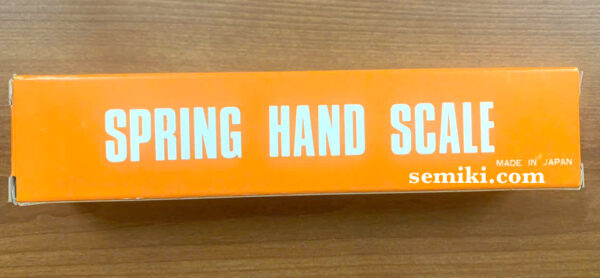 SPRING HAND SCALE
MADE IN JAPAN
semiki.com